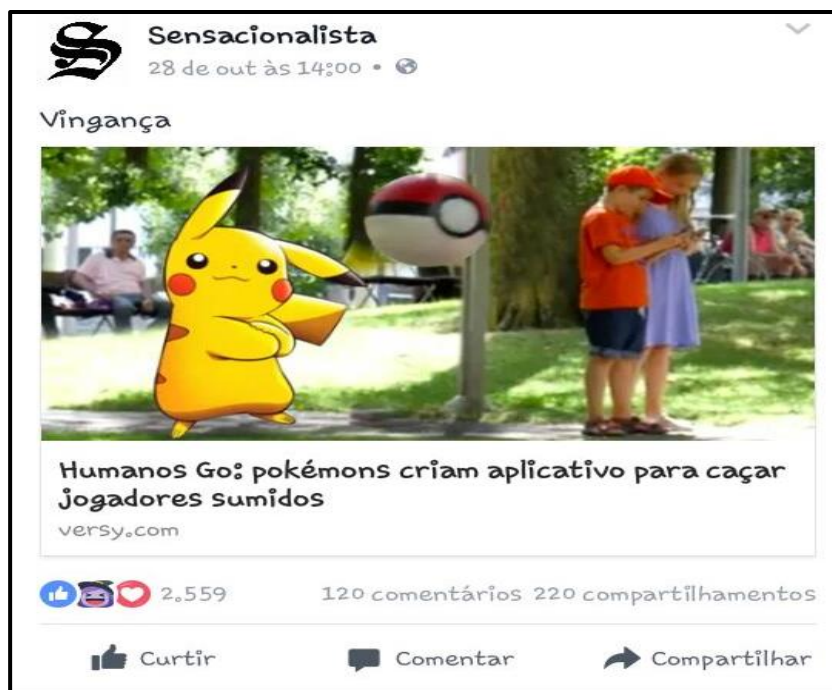 Sensacionalista
28 de out às 14:00 •
Vingança
Humanos Go: pokémons criam aplicativo para caçar
jogadores sumidos
versy.com
2.559 120 comentários 220 compartilhamentos
Curtir Comentar Compartilhar